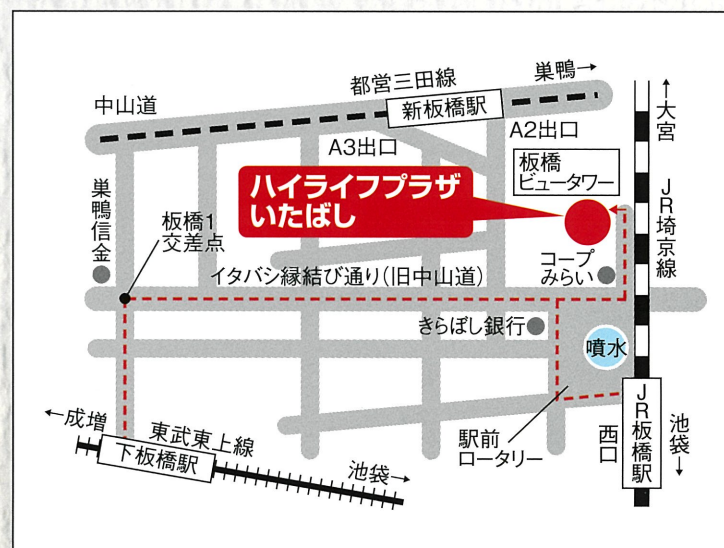 中山道
都営三田線
巣鴨→
新板橋駅
A3出口
A2出口
←大宮
板橋
ビュータワー
ハイライフプラザ
いたばし
JR埼京線
巣鴨信金
板橋1
交差点
コープ
みらい
イタバシ縁結び通り(旧中山道)
きらぼし銀行
噴水
←成増
東武東上線
下板橋駅
池袋→
駅前
ロータリー
西口
JR板橋駅
池袋→